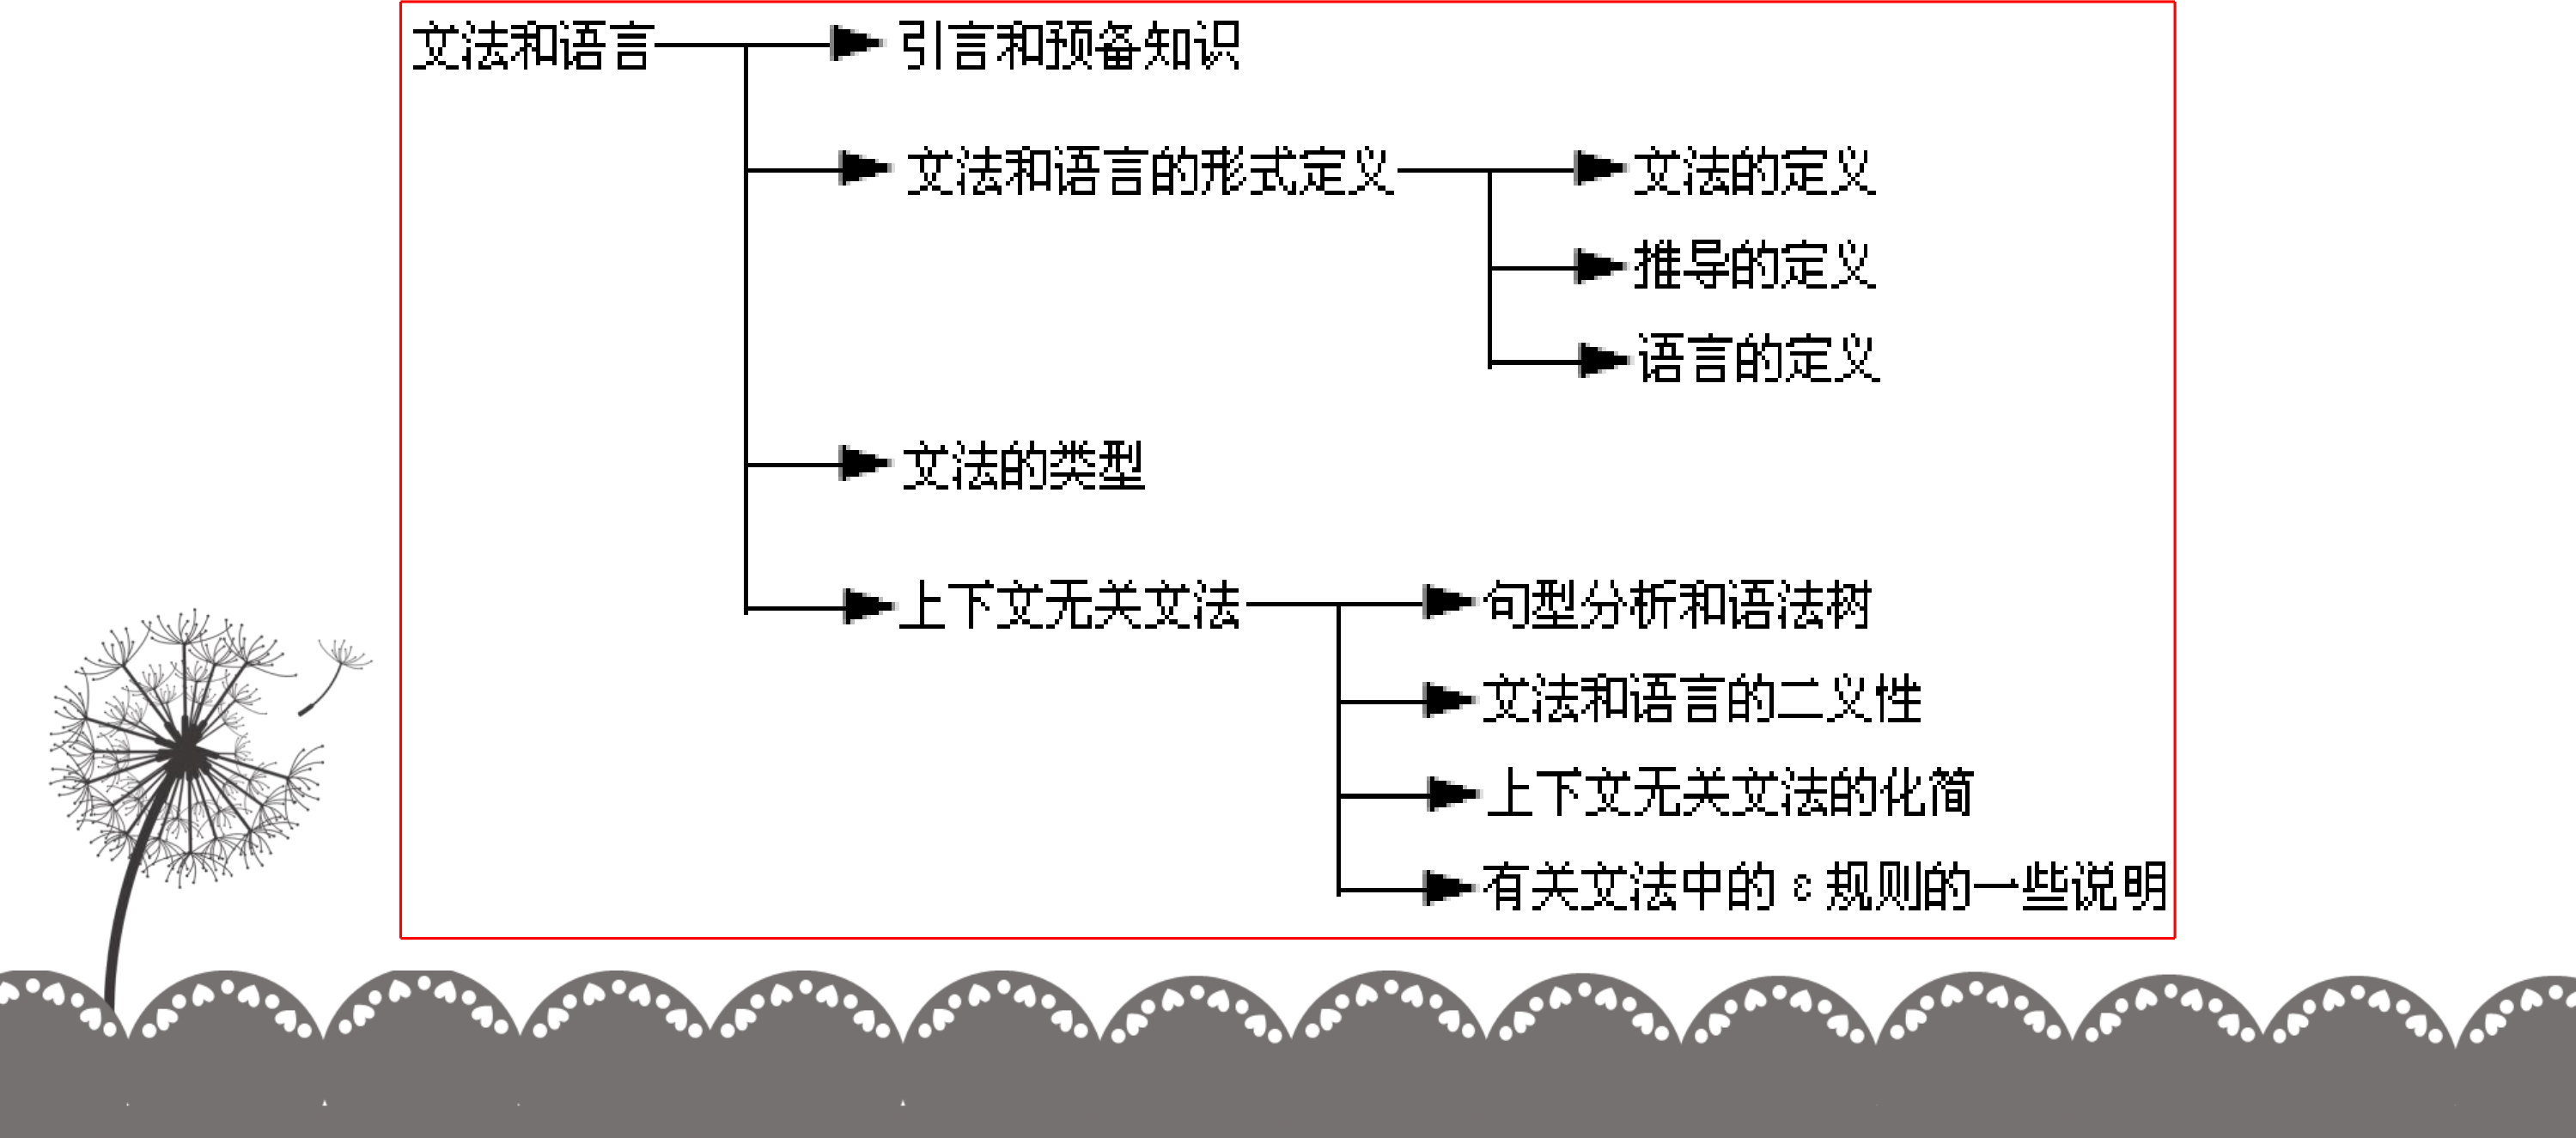 文法和语言
引言和预备知识
文法和语言的形式定义
文法的定义
推导的定义
语言的定义
文法的类型
上下文无关文法
句型分析和语法树
文法和语言的二义性
上下文无关文法的化简
有关文法中的 ε 规则的一些说明